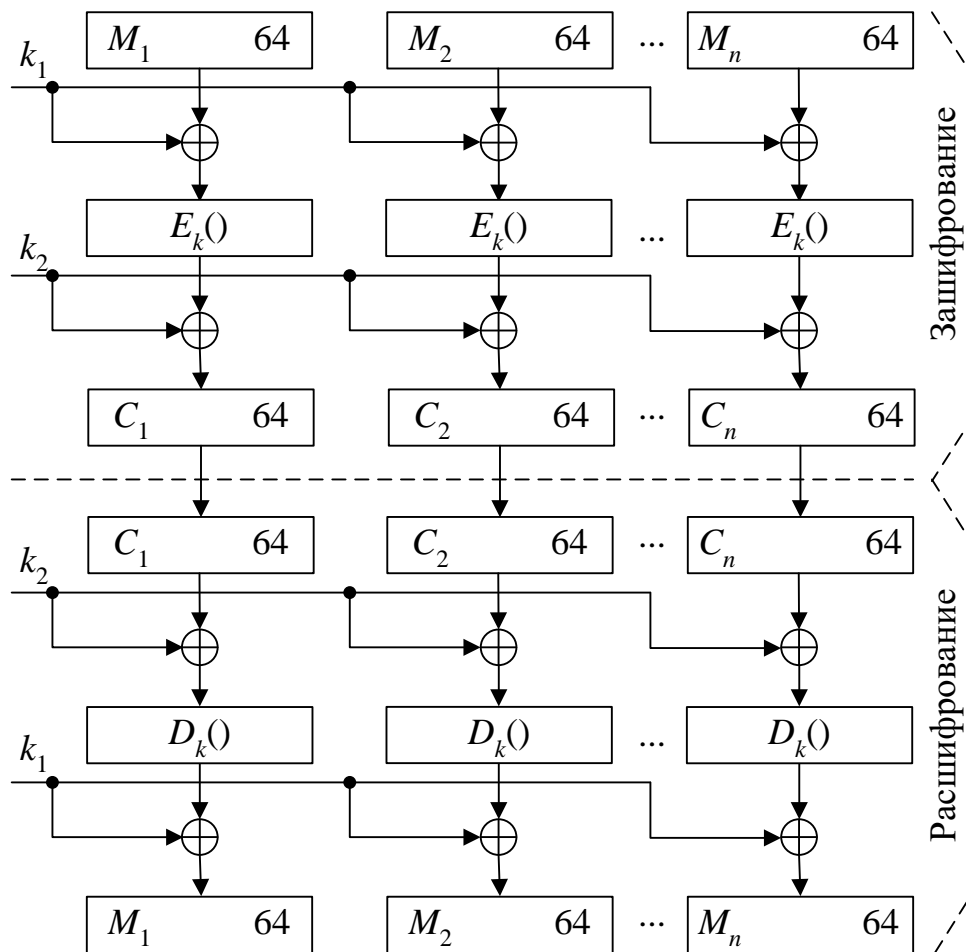 M₁ 64 M₂ 64 ... Mₙ 64
k₁
Eₖ() Eₖ() ... Eₖ()
k₂
C₁ 64 C₂ 64 ... Cₙ 64
Зашифрование
C₁ 64 C₂ 64 ... Cₙ 64
k₂
Dₖ() Dₖ() ... Dₖ()
k₁
M₁ 64 M₂ 64 ... Mₙ 64
Расшифрование